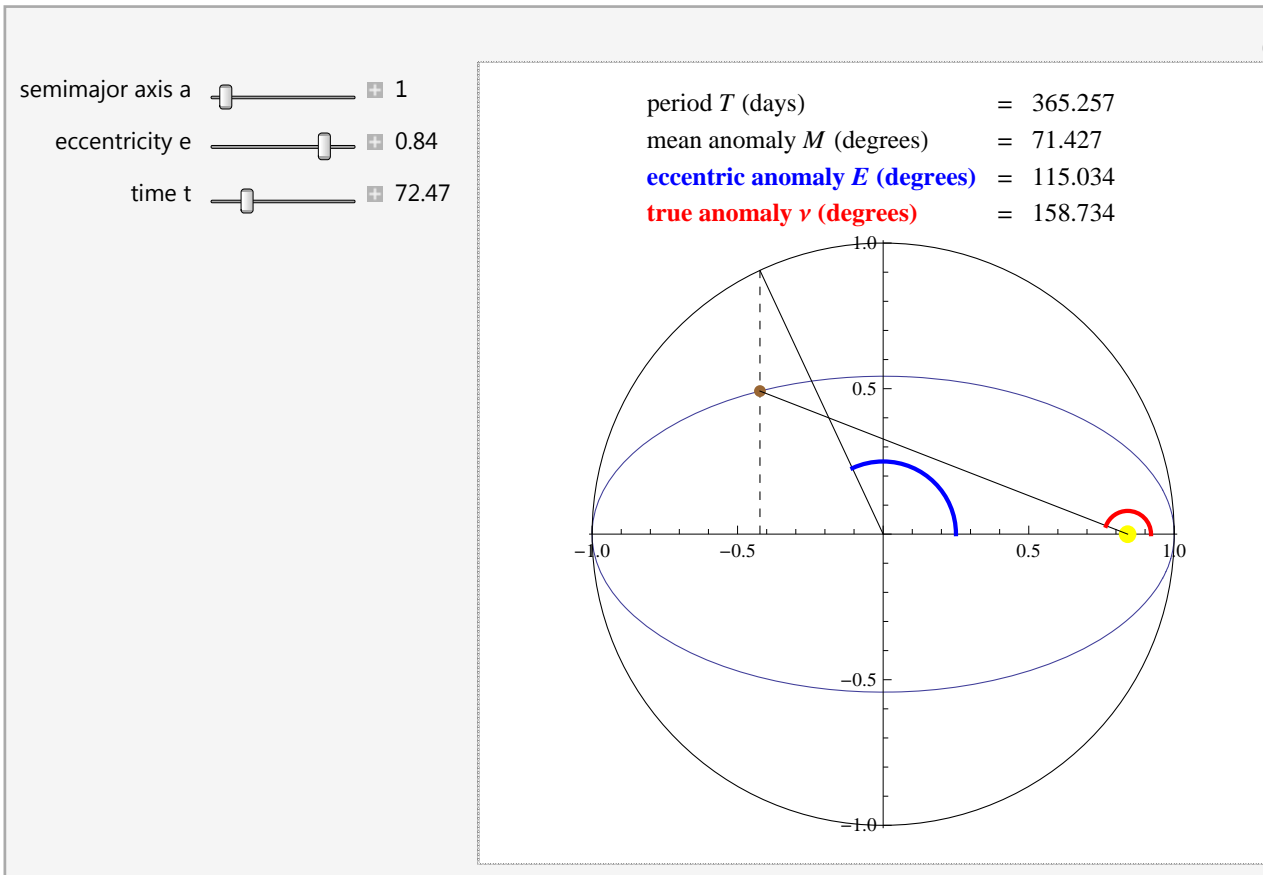 semimajor axis a 1
eccentricity e 0.84
time t 72.47
period T (days) = 365.257
mean anomaly M (degrees) = 71.427
eccentric anomaly E (degrees) = 115.034
true anomaly ν (degrees) = 158.734
1.0
0.5
−1.0 −0.5 0.5 1.0
−0.5
−1.0